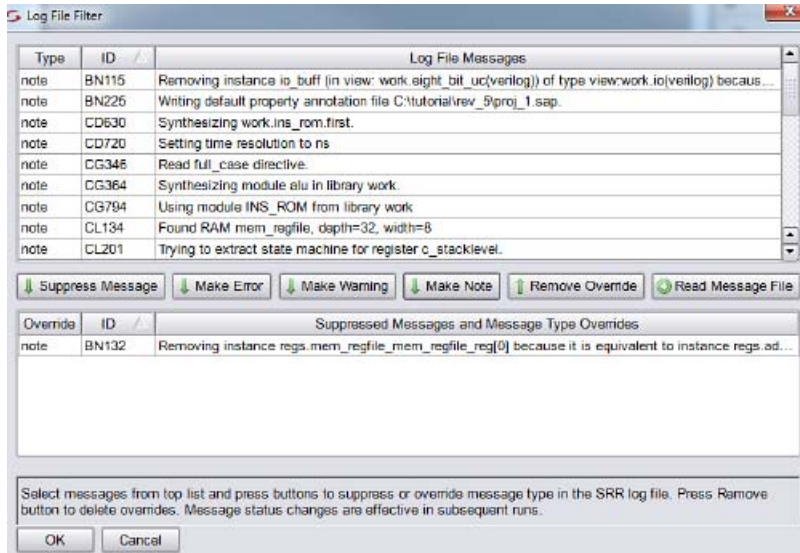 Log File Filter
Type ID Log File Messages
note BN115 Removing instance io_buff (in view: work.eight_bit_uc(verilog)) of type view:work.io(verilog) becaus...
note BN225 Writing default property annotation file C:\tutorial\rev_5\proj_1.sap.
note CD630 Synthesizing work.ins_rom.first.
note CD720 Setting time resolution to ns
note CG346 Read full_case directive.
note CG364 Synthesizing module alu in library work.
note CG794 Using module INS_ROM from library work
note CL134 Found RAM mem_regfile, depth=32, width=8
note CL201 Trying to extract state machine for register c_stacklevel.
Suppress Message Make Error Make Warning Make Note Remove Override Read Message File
Override ID Suppressed Messages and Message Type Overrides
note BN132 Removing instance regs.mem_regfile_mem_regfile_reg[0] because it is equivalent to instance regs.ad...
Select messages from top list and press buttons to suppress or override message type in the SRR log file. Press Remove
button to delete overrides. Message status changes are effective in subsequent runs.
OK Cancel